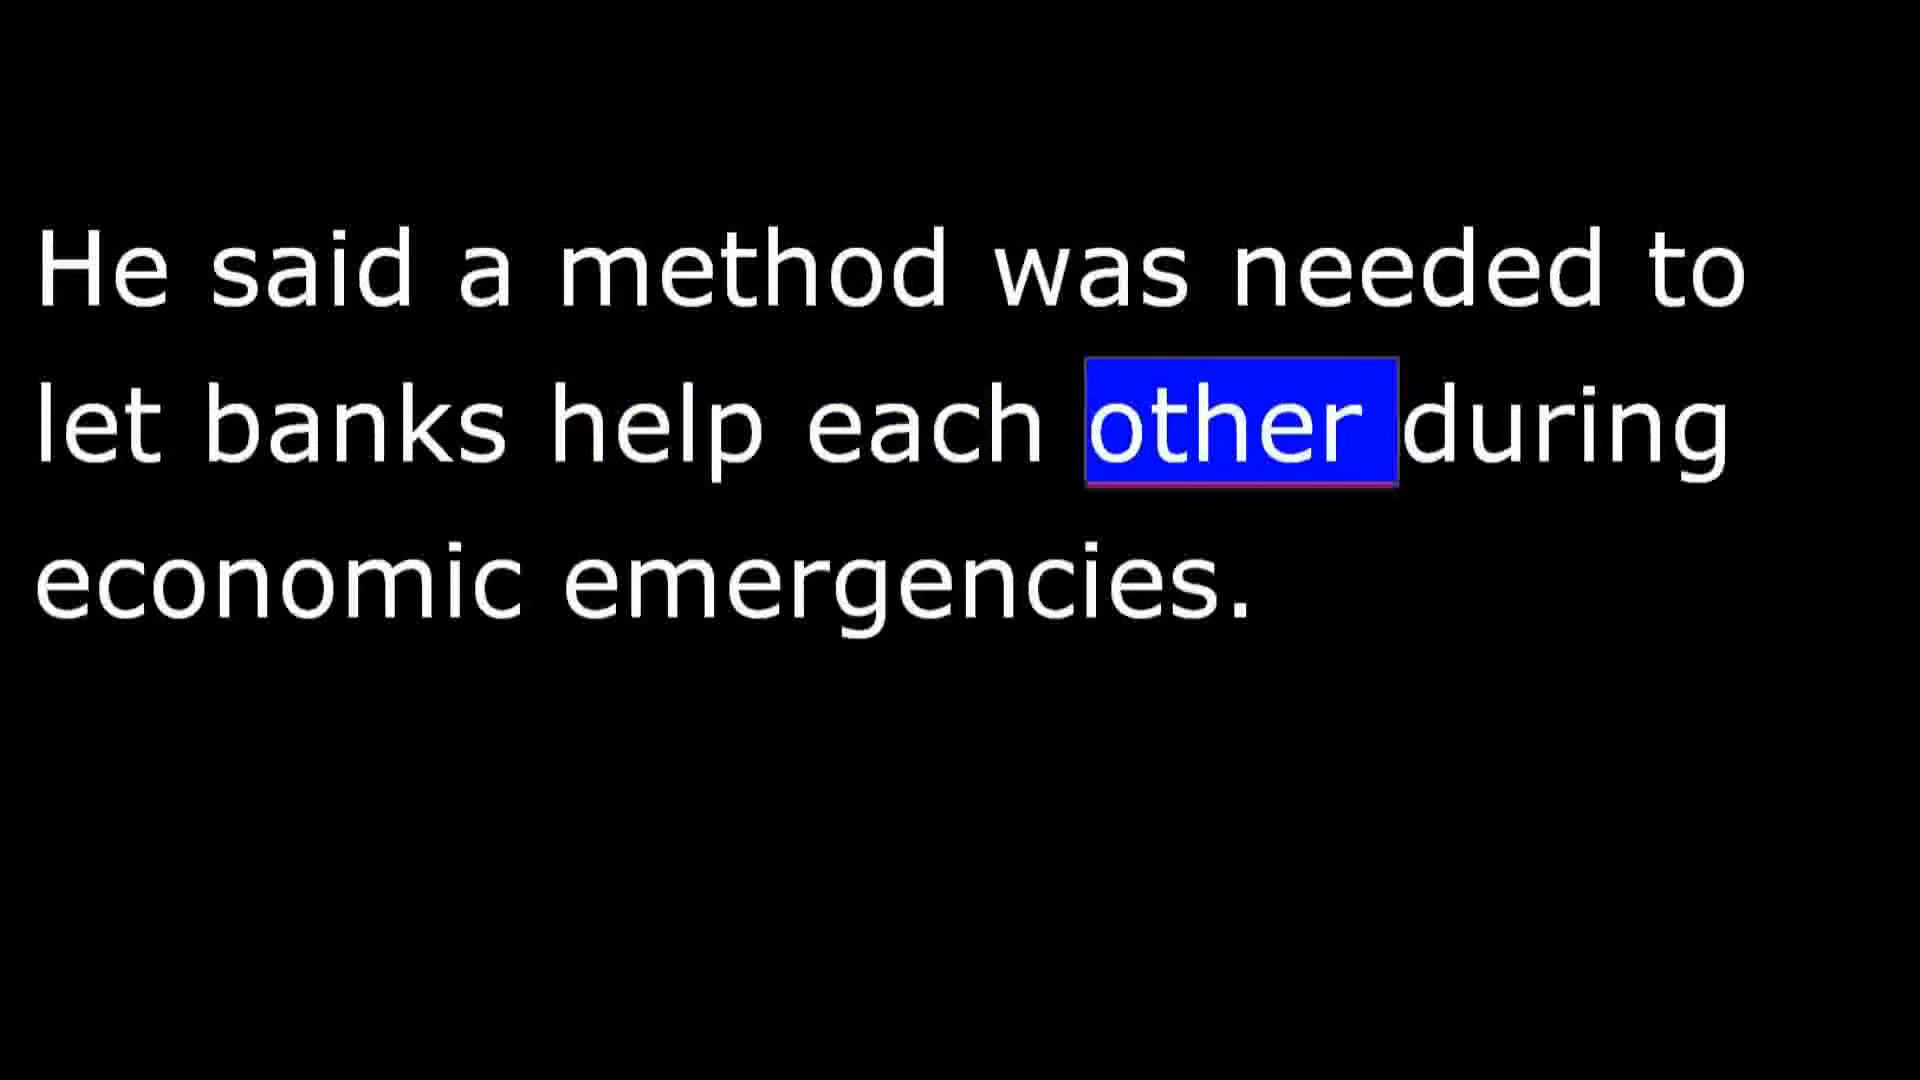 He said a method was needed to
let banks help each other during
economic emergencies.